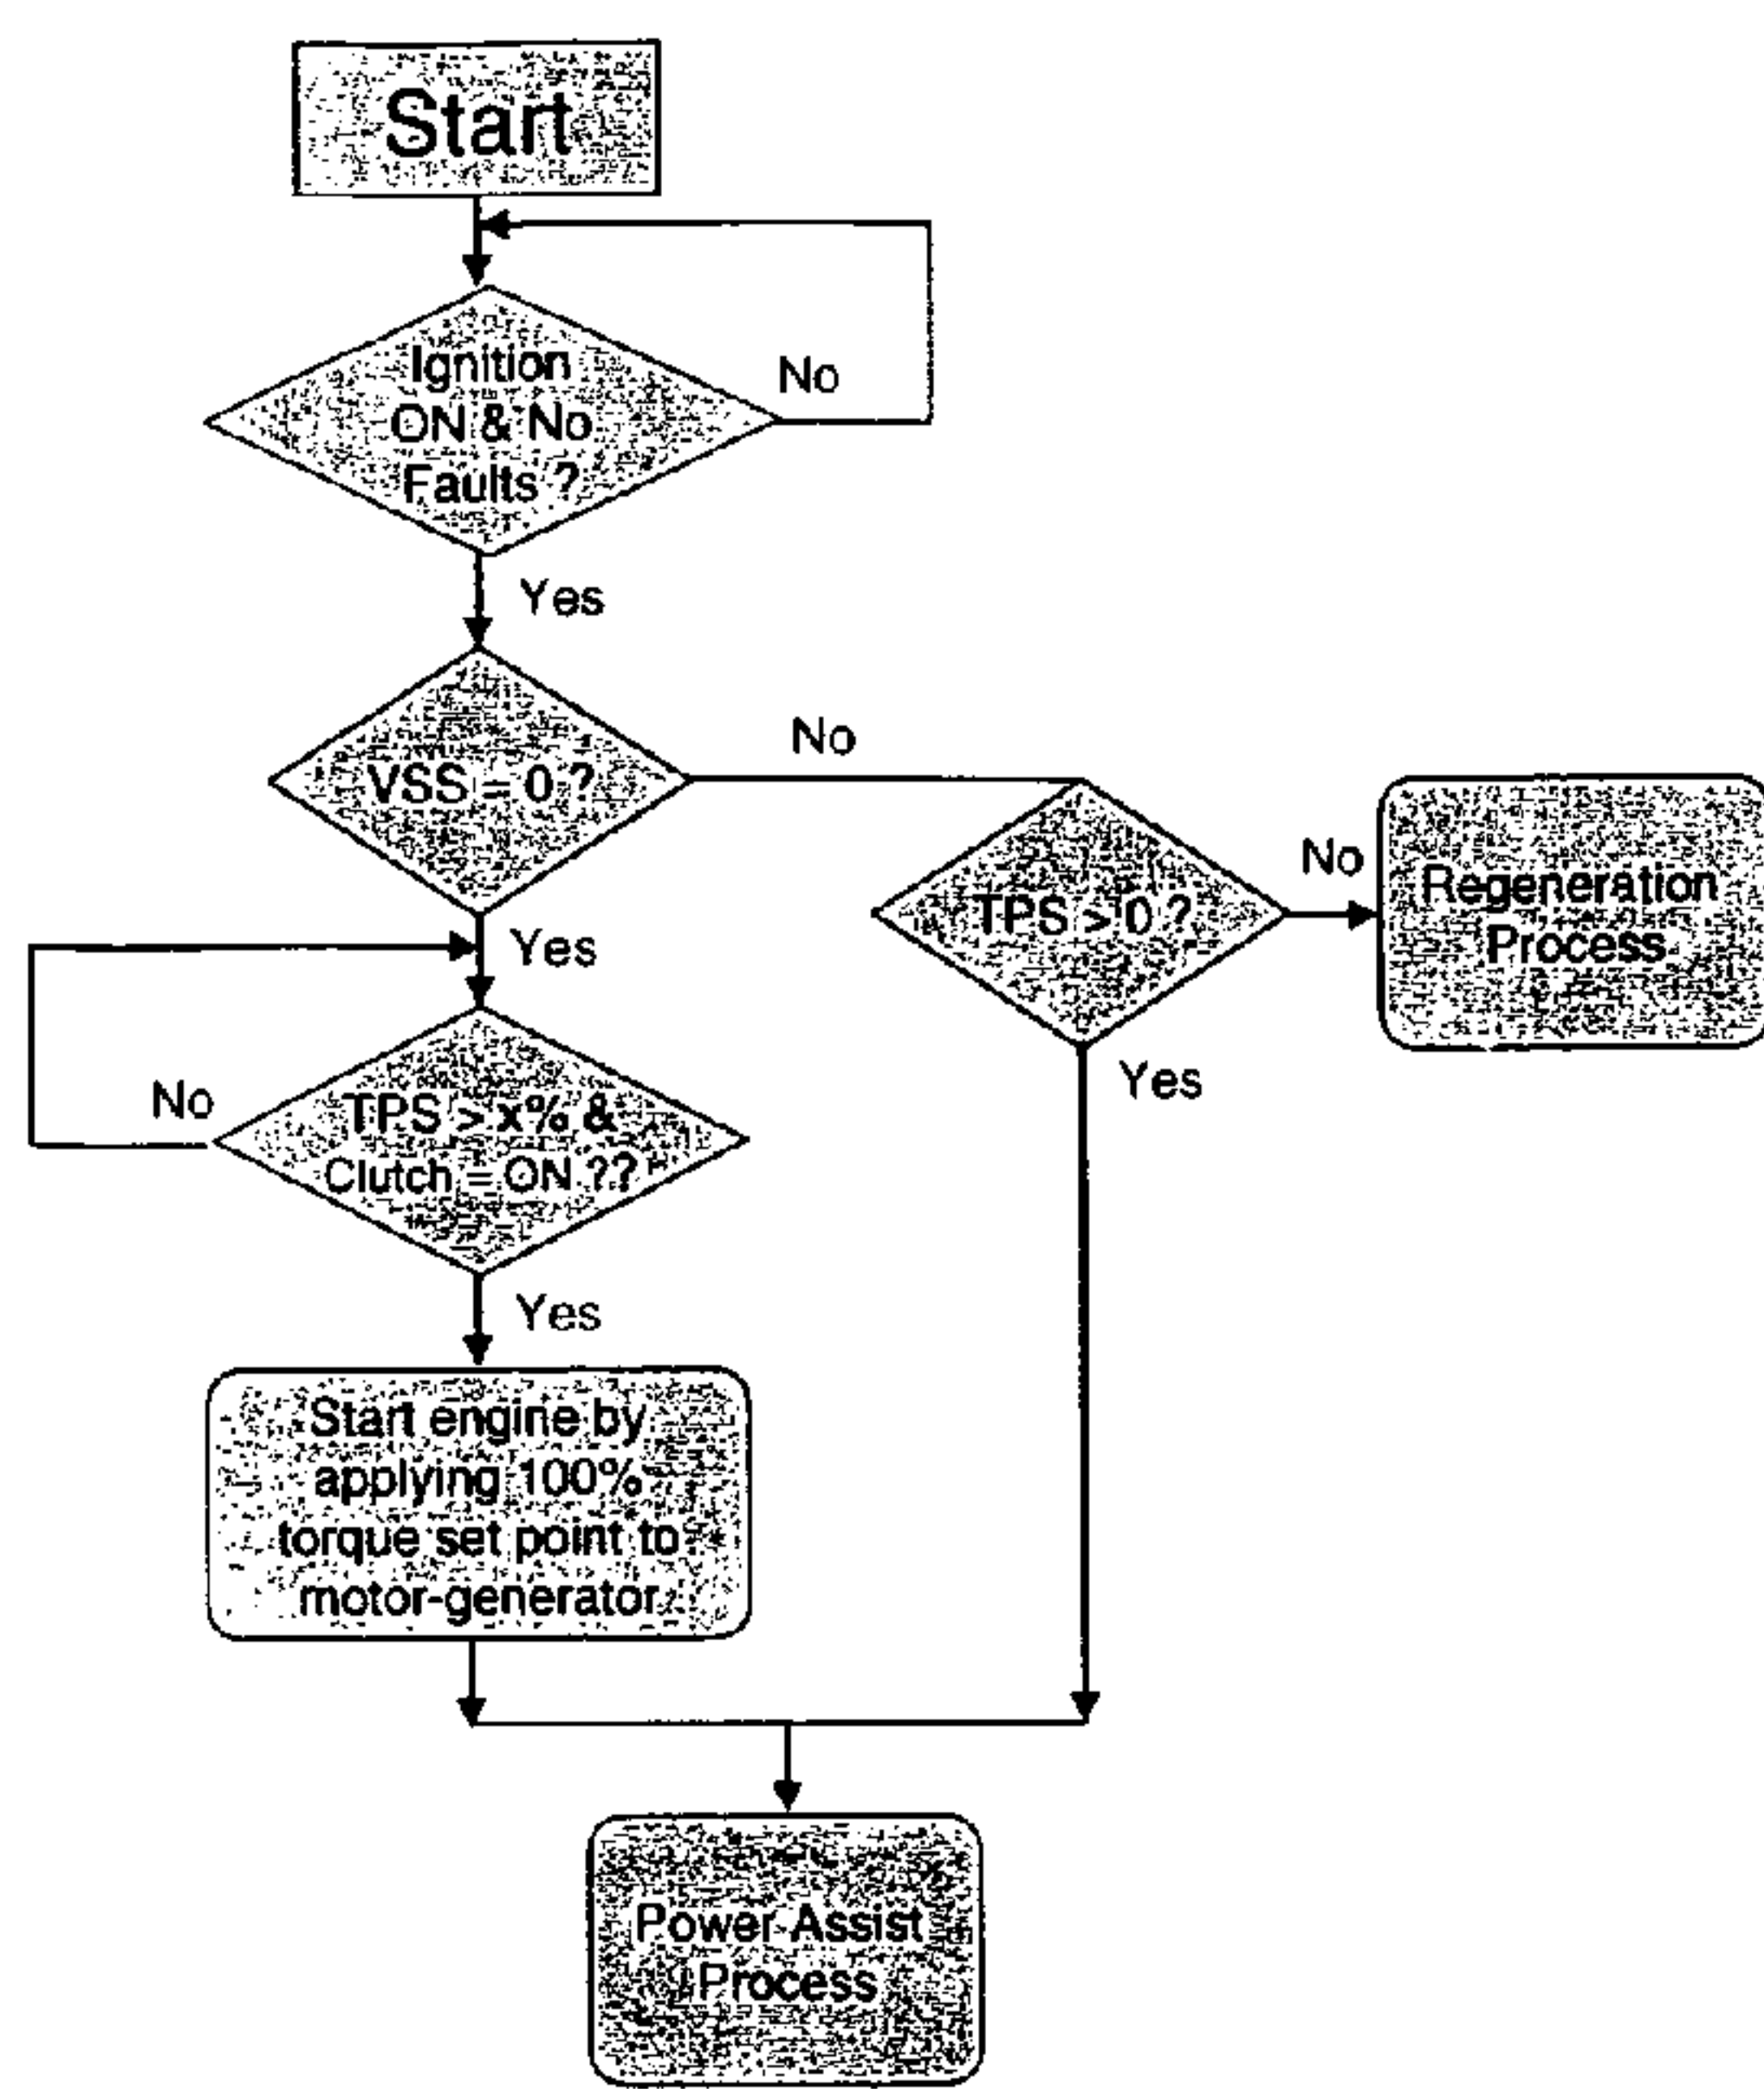 Start
Ignition
ON & No
Faults ?
No
Yes
VSS = 0 ?
No
Yes
TPS > 0 ?
No
Regeneration
Process
Yes
TPS > x% &
Clutch = ON ??
No
Yes
Start engine by
applying 100%
torque set point to
motor-generator
Power Assist
Process